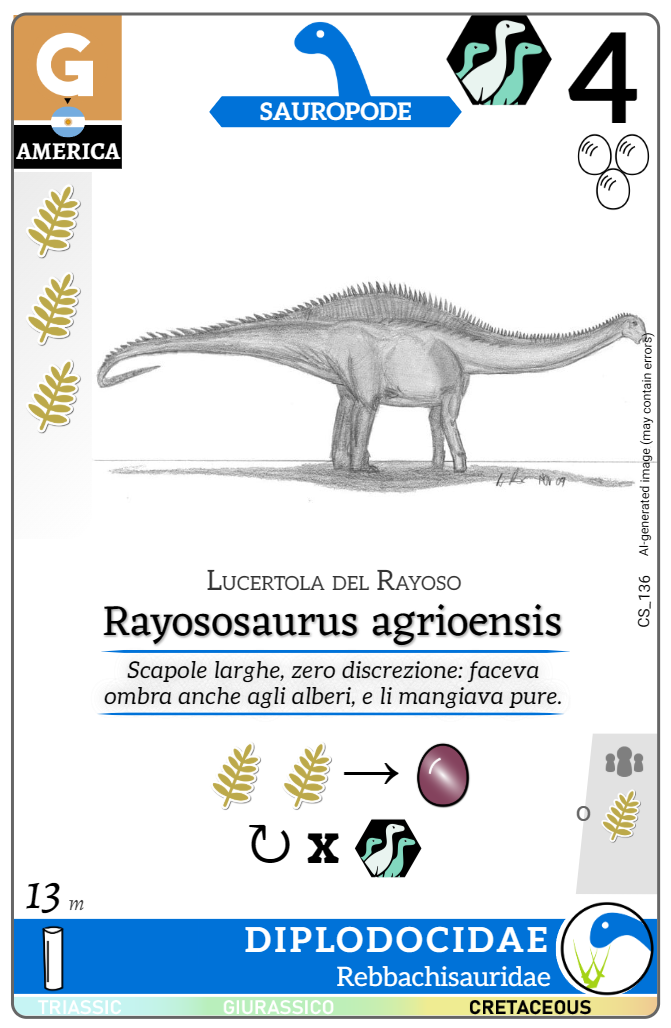 G
AMERICA
SAUROPODE
4
AI-generated image (may contain errors)
CS_136
Lucertola del Rayoso
Rayososaurus agrioensis
Scapole larghe, zero discrezione: faceva
ombra anche agli alberi, e li mangiava pure.
x
o
13 m
DIPLODOCIDAE
Rebbachisauridae
TRIASSIC
GIURASSICO
CRETACEOUS